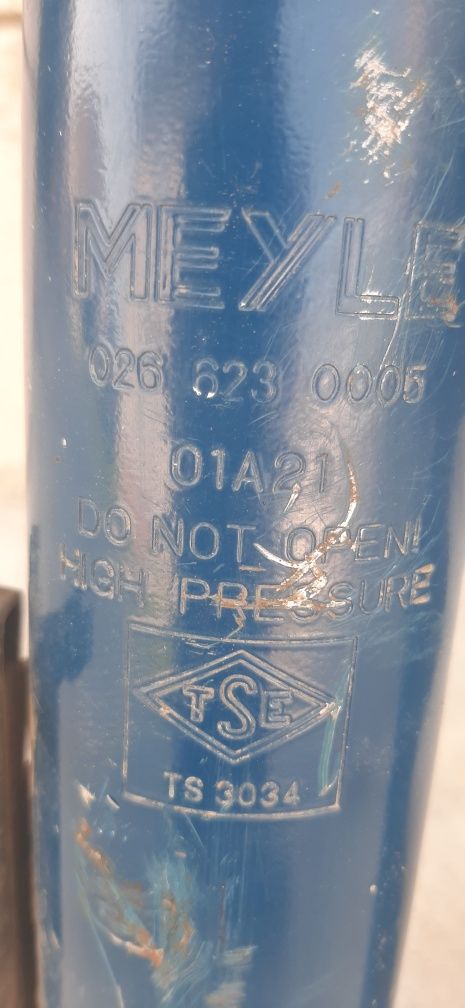 MEYLE
026 623 0005
01A21
DO NOT OPEN!
HIGH PRESSURE
TSE
TS 3034